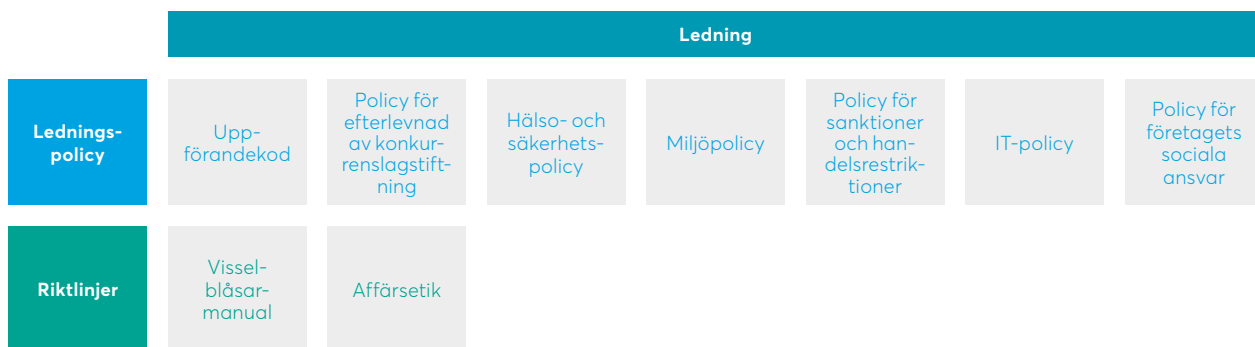 Ledning
Lednings-
policy
Upp-
förandekod
Policy för
efterlevnad
av konkur-
renslagstift-
ning
Hälso- och
säkerhets-
policy
Miljöpolicy
Policy för
sanktioner
och han-
delsrestrik-
tioner
IT-policy
Policy för
företagets
sociala
ansvar
Riktlinjer
Vissel-
blåsar-
manual
Affärsetik